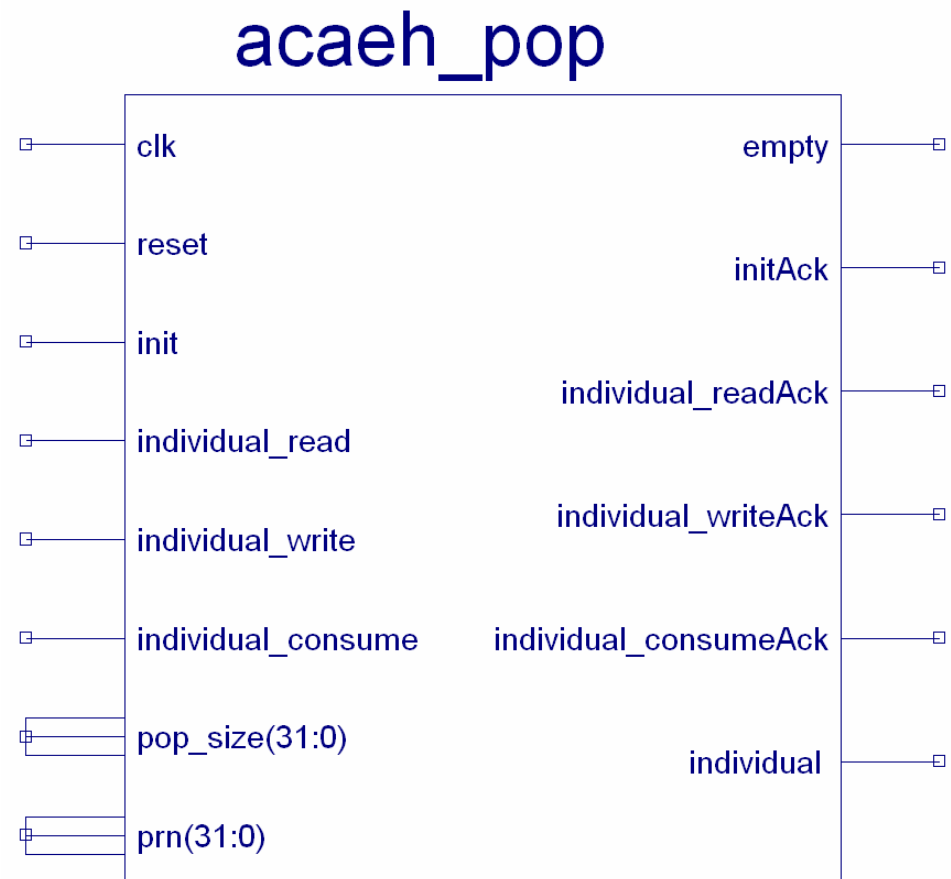 acaeh_pop
clk
empty
reset
initAck
init
individual_readAck
individual_read
individual_writeAck
individual_write
individual_consume
individual_consumeAck
pop_size(31:0)
individual
prn(31:0)